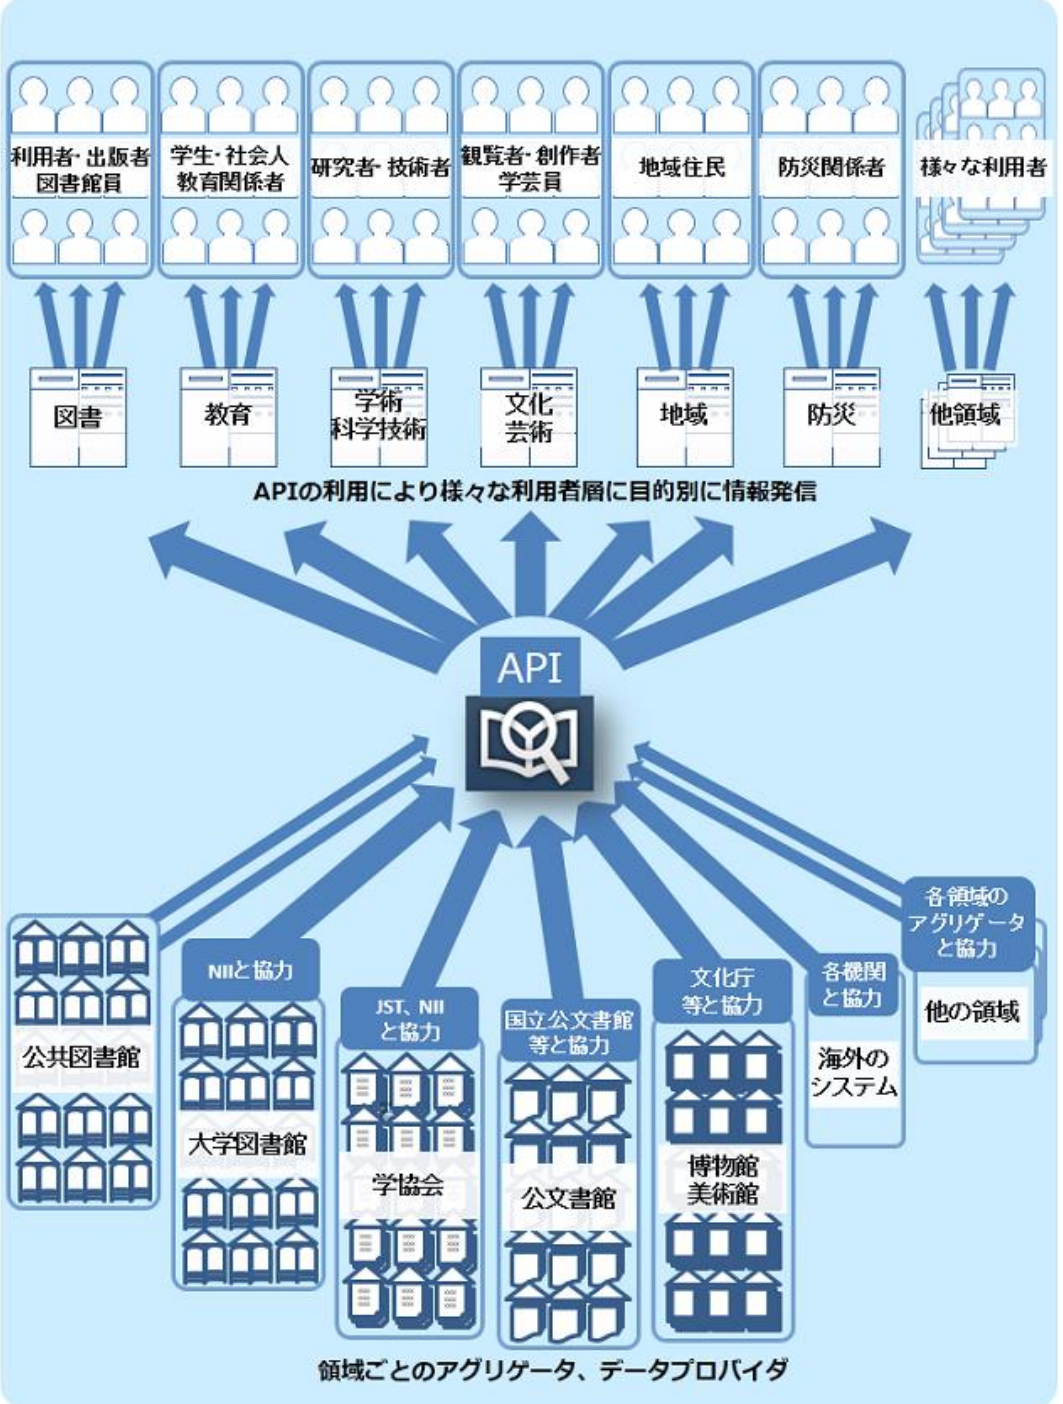 利用者・出版者
図書館員
学生・社会人
教育関係者
研究者・技術者
観覧者・創作者
学芸員
地域住民
防災関係者
様々な利用者
図書
教育
学術
科学技術
文化
芸術
地域
防災
他領域
APIの利用により様々な利用者層に目的別に情報発信
API
公共図書館
NIIと協力
大学図書館
JST、NII
と協力
学協会
国立公文書館
等と協力
公文書館
文化庁
等と協力
博物館
美術館
各機関
と協力
海外の
システム
各領域の
アグリゲータ
と協力
他の領域
領域ごとのアグリゲータ、データプロバイダ